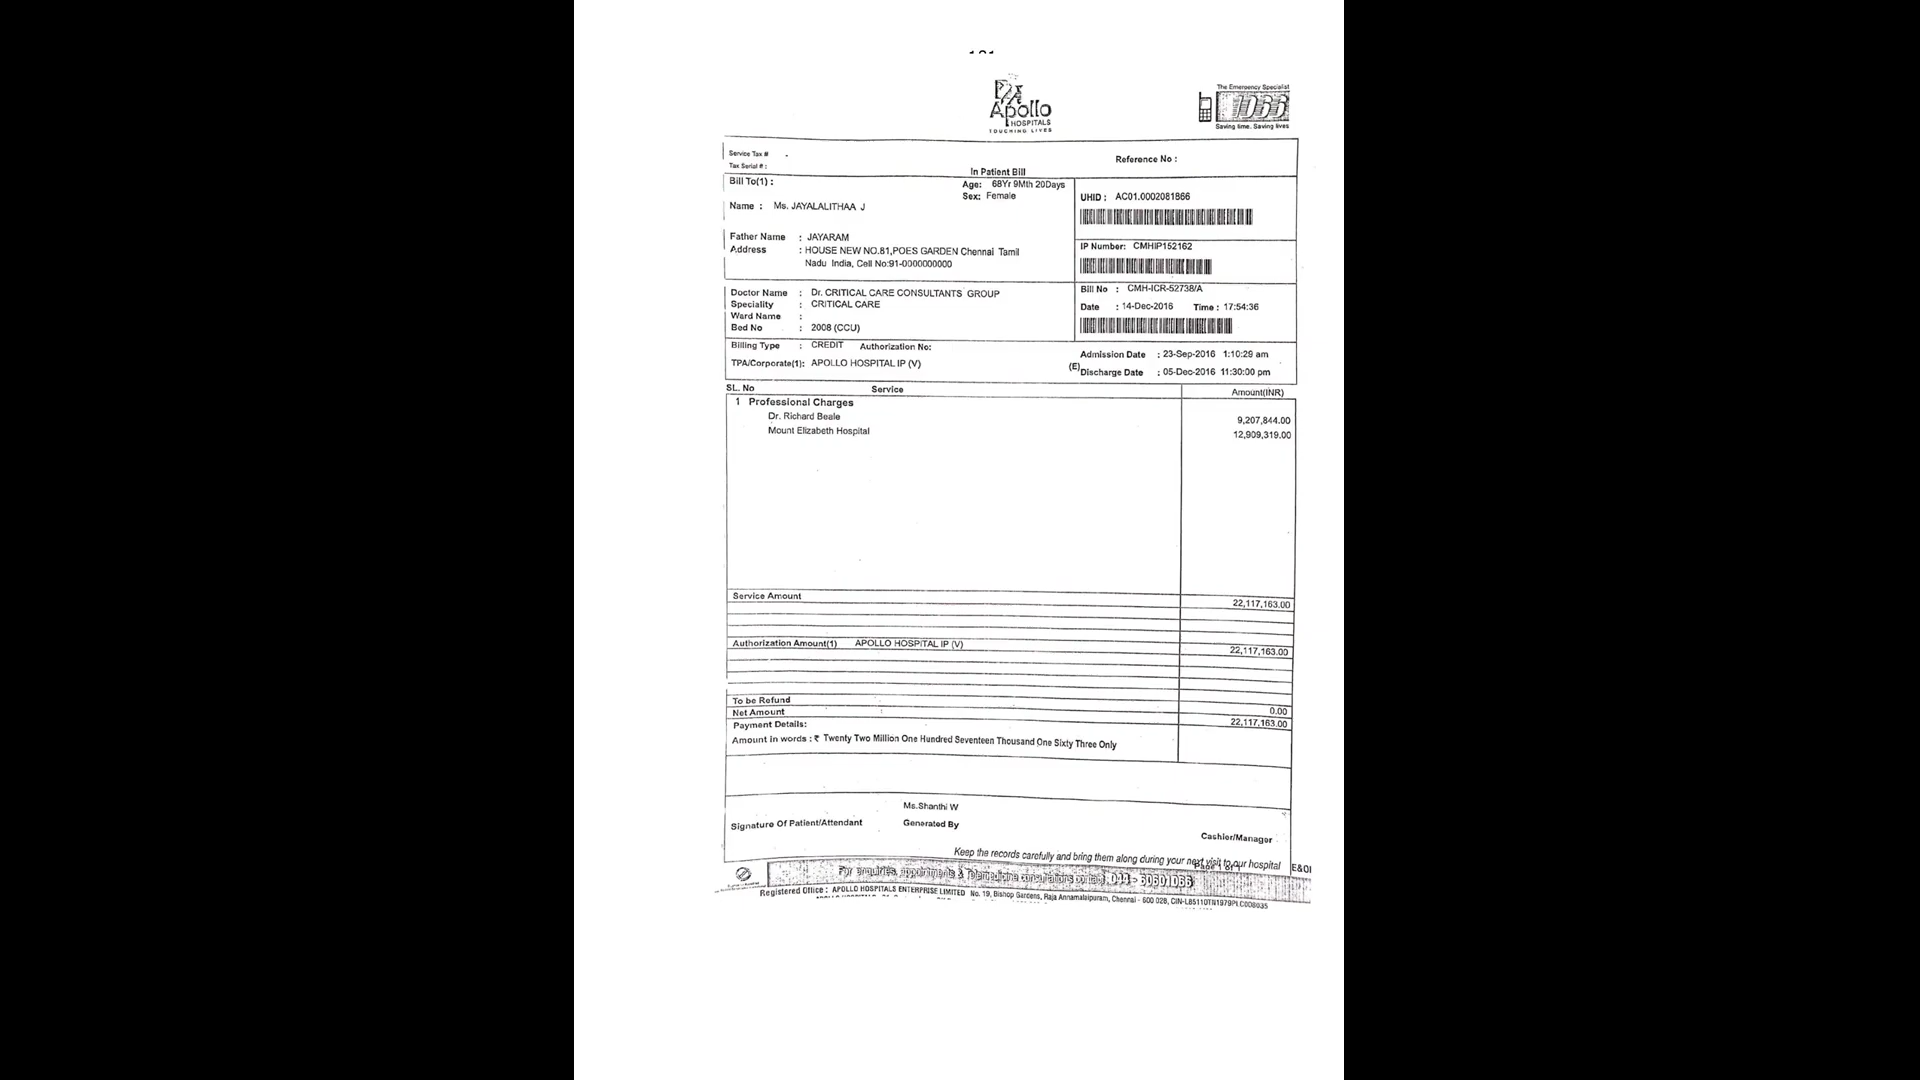 Apollo
HOSPITALS
TOUCHING LIVES
The Emergency Specialist
1066
Saving time. Saving lives
Service Tax # -
Tax Serial # :
Reference No :
In Patient Bill
Bill To(1) :
Age: 68Yr 9Mth 20Days
Sex: Female
Name : Ms. JAYALALITHAA J
UHID : AC01.0002081866
Father Name : JAYARAM
Address : HOUSE NEW NO.81,POES GARDEN Chennai Tamil
Nadu India, Cell No:91-0000000000
IP Number: CMHIP152162
Doctor Name : Dr. CRITICAL CARE CONSULTANTS GROUP
Speciality : CRITICAL CARE
Ward Name :
Bed No : 2008 (CCU)
Bill No : CMH-ICR-52738/A
Date : 14-Dec-2016 Time : 17:54:36
Billing Type : CREDIT Authorization No:
TPA/Corporate(1): APOLLO HOSPITAL IP (V)
Admission Date : 23-Sep-2016 1:10:29 am
(E) Discharge Date : 05-Dec-2016 11:30:00 pm
SL. No Service Amount(INR)
1 Professional Charges
Dr. Richard Beale 9,207,844.00
Mount Elizabeth Hospital 12,909,319.00
Service Amount 22,117,163.00
Authorization Amount(1) APOLLO HOSPITAL IP (V) 22,117,163.00
To be Refund 0.00
Net Amount 22,117,163.00
Payment Details:
Amount in words : ₹ Twenty Two Million One Hundred Seventeen Thousand One Sixty Three Only
Ms.Shanthi W
Signature Of Patient/Attendant Generated By Cashier/Manager
Keep the records carefully and bring them along during your next visit to our hospital
Page 1 of 1
E&OE
For enquiries, appointments & Telemedicine consultations contact 044 - 60601066
Registered Office : APOLLO HOSPITALS ENTERPRISE LIMITED No. 19, Bishop Gardens, Raja Annamalaipuram, Chennai - 600 028, CIN-L85110TN1979PLC008035